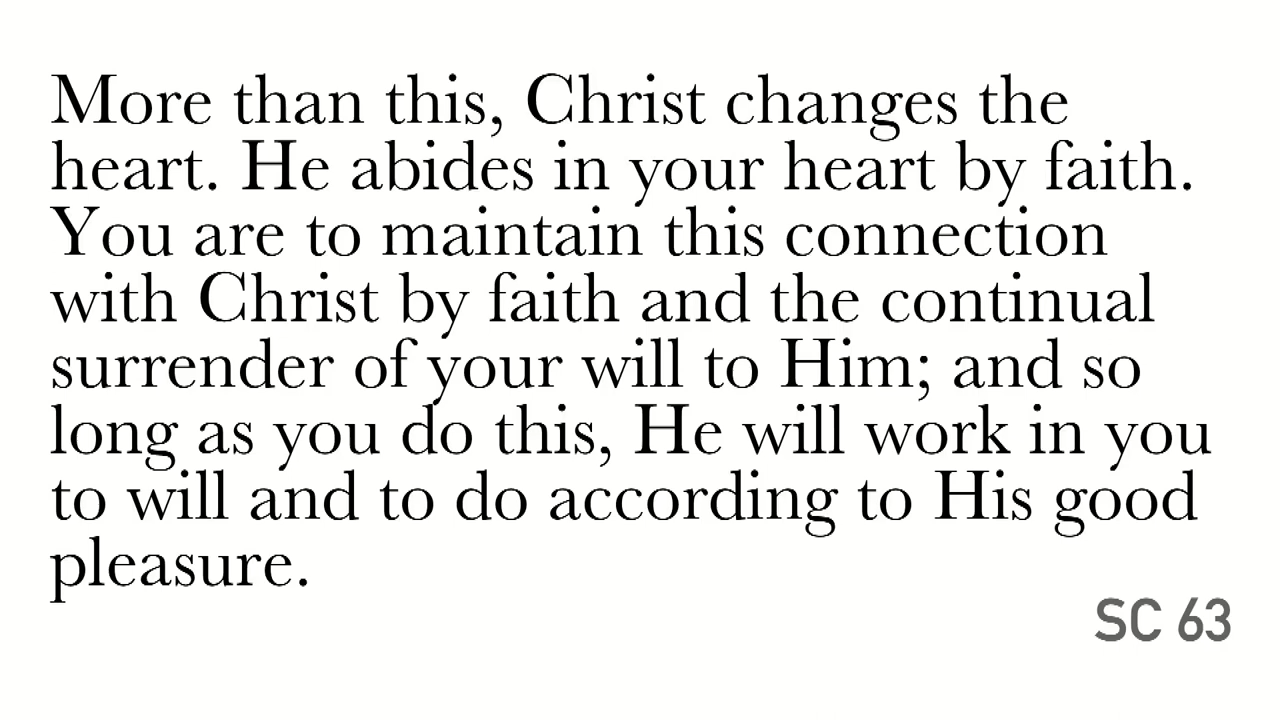 More than this, Christ changes the
heart. He abides in your heart by faith.
You are to maintain this connection
with Christ by faith and the continual
surrender of your will to Him; and so
long as you do this, He will work in you
to will and to do according to His good
pleasure.
SC 63